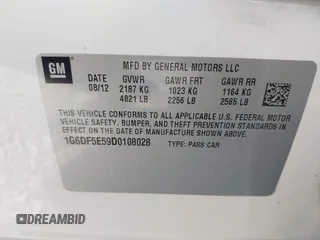 GM
MFD BY GENERAL MOTORS LLC
DATE GVWR GAWR FRT GAWR RR
08/12 2187 KG 1023 KG 1164 KG
4821 LB 2256 LB 2565 LB
THIS VEHICLE CONFORMS TO ALL APPLICABLE U.S. FEDERAL MOTOR
VEHICLE SAFETY, BUMPER, AND
THEFT PREVENTION STANDARDS IN EFFECT ON THE DATE
OF MANUFACTURE SHOWN ABOVE.
1G6DF5E59D0108028 TYPE: PASS CAR
DREAMBID